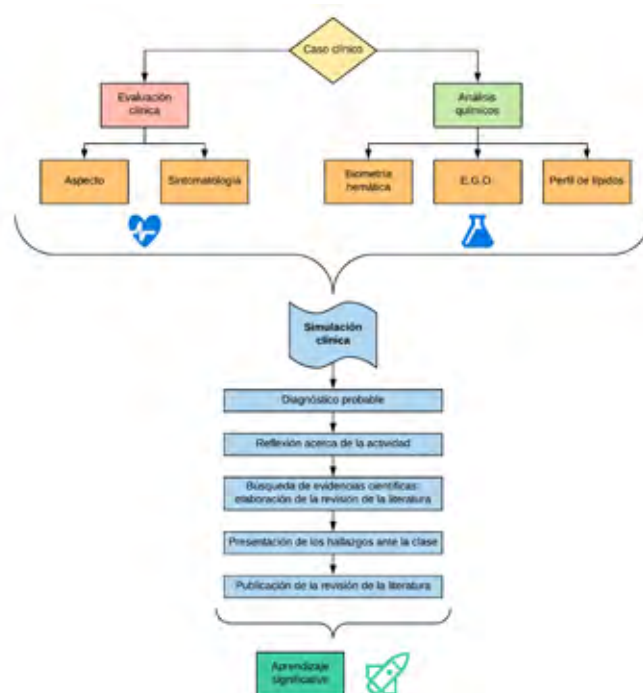 Caso clínico
Evaluación
clínica
Análisis
químicos
Aspecto
Sintomatología
Biometría
hemática
E.G.O.
Perfil de lípidos
Simulación
clínica
Diagnóstico probable
Reflexión acerca de la actividad
Búsqueda de evidencias científicas:
elaboración de la revisión de la literatura
Presentación de los hallazgos ante la clase
Publicación de la revisión de la literatura
Aprendizaje
significativo